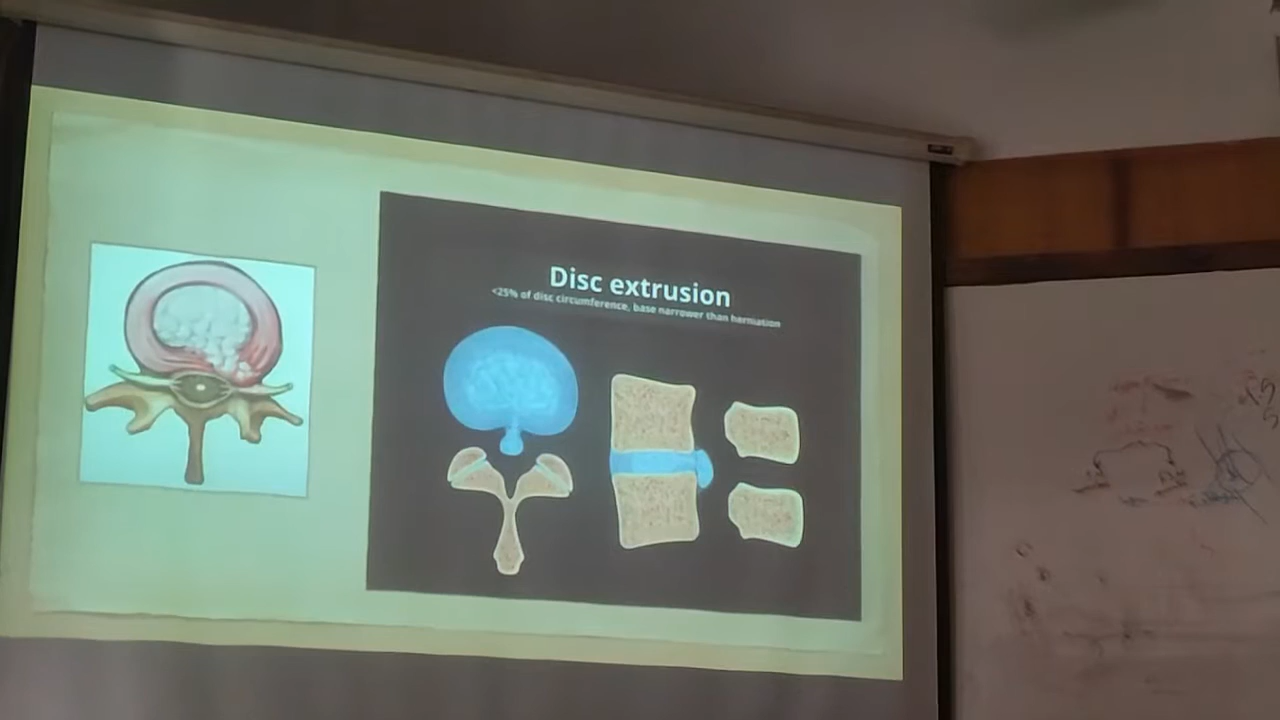 Disc extrusion
<25% of disc circumference, base narrower than herniation